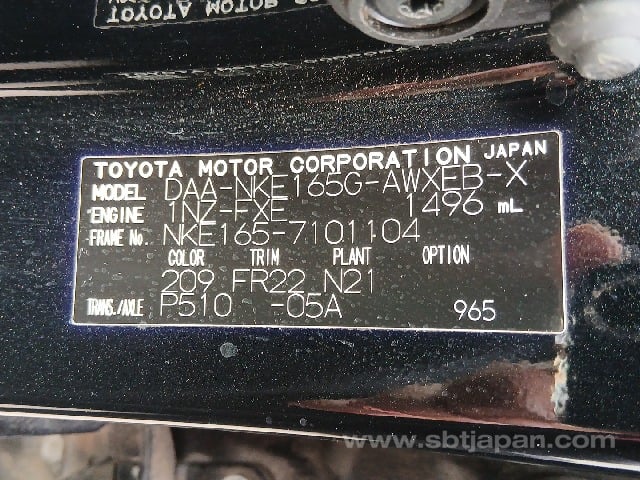 TOYOTA MOTOR CORPORATION JAPAN
MODEL DAA-NKE165G-AWXEB-X
ENGINE 1NZ-FXE 1496 mL
FRAME No. NKE165-7101104
COLOR TRIM PLANT OPTION
209 FR22 N21
TRANS./AXLE P510 -05A 965
www.sbtjapan.com